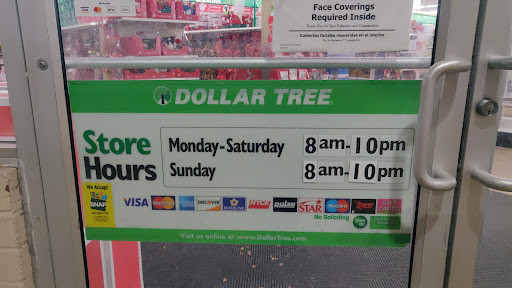 Face Coverings
Required Inside
Thank You for Your Patience and Cooperation
Cubiertas faciales requeridas en el interior
DOLLAR TREE
Store
Hours
Monday-Saturday 8am-10pm
Sunday 8am-10pm
We Accept
SNAP
VISA
DISCOVER
NYCE
pulse
STAR
No Soliciting
Visit us online at www.DollarTree.com